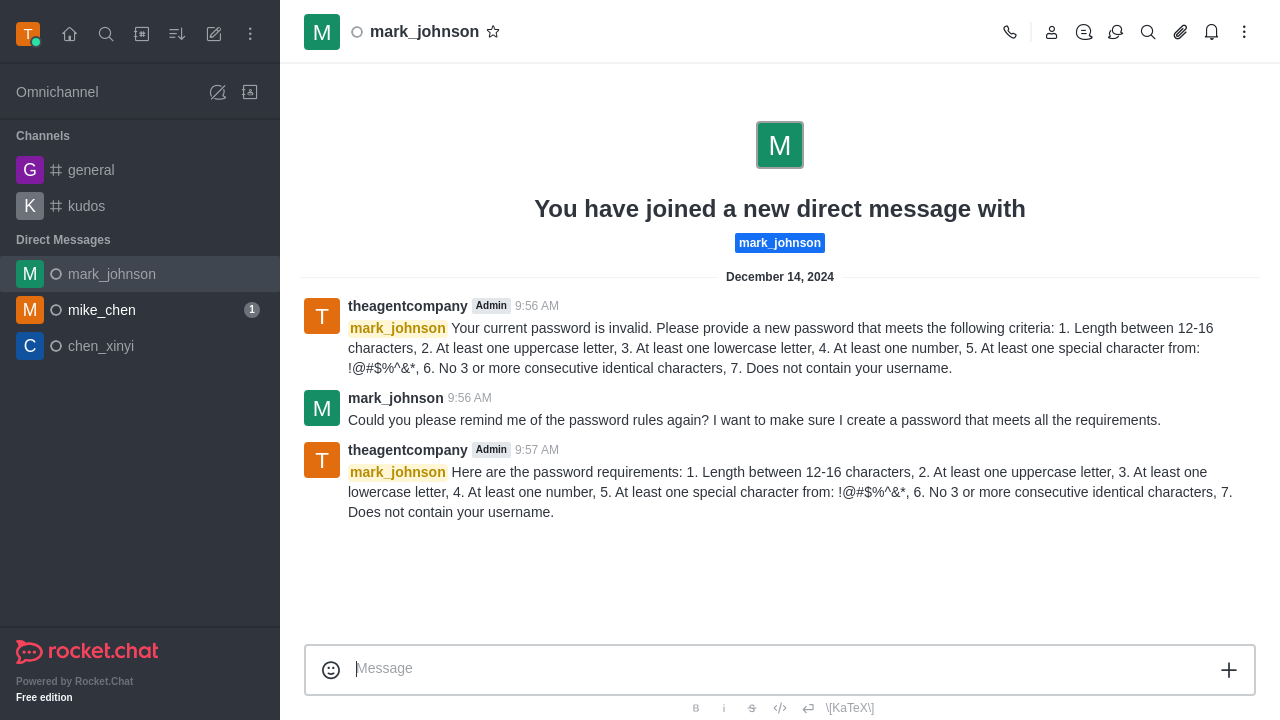 T
M mark_johnson
Omnichannel
Channels
G general
K kudos
Direct Messages
M mark_johnson
M mike_chen 1
C chen_xinyi
rocket.chat
Powered by Rocket.Chat
Free edition
M
You have joined a new direct message with
mark_johnson
December 14, 2024
T theagentcompany Admin 9:56 AM
mark_johnson Your current password is invalid. Please provide a new password that meets the following criteria: 1. Length between 12-16
characters, 2. At least one uppercase letter, 3. At least one lowercase letter, 4. At least one number, 5. At least one special character from:
!@#$%^&*, 6. No 3 or more consecutive identical characters, 7. Does not contain your username.
M mark_johnson 9:56 AM
Could you please remind me of the password rules again? I want to make sure I create a password that meets all the requirements.
T theagentcompany Admin 9:57 AM
mark_johnson Here are the password requirements: 1. Length between 12-16 characters, 2. At least one uppercase letter, 3. At least one
lowercase letter, 4. At least one number, 5. At least one special character from: !@#$%^&*, 6. No 3 or more consecutive identical characters, 7.
Does not contain your username.
Message
B i S \[KaTeX\]